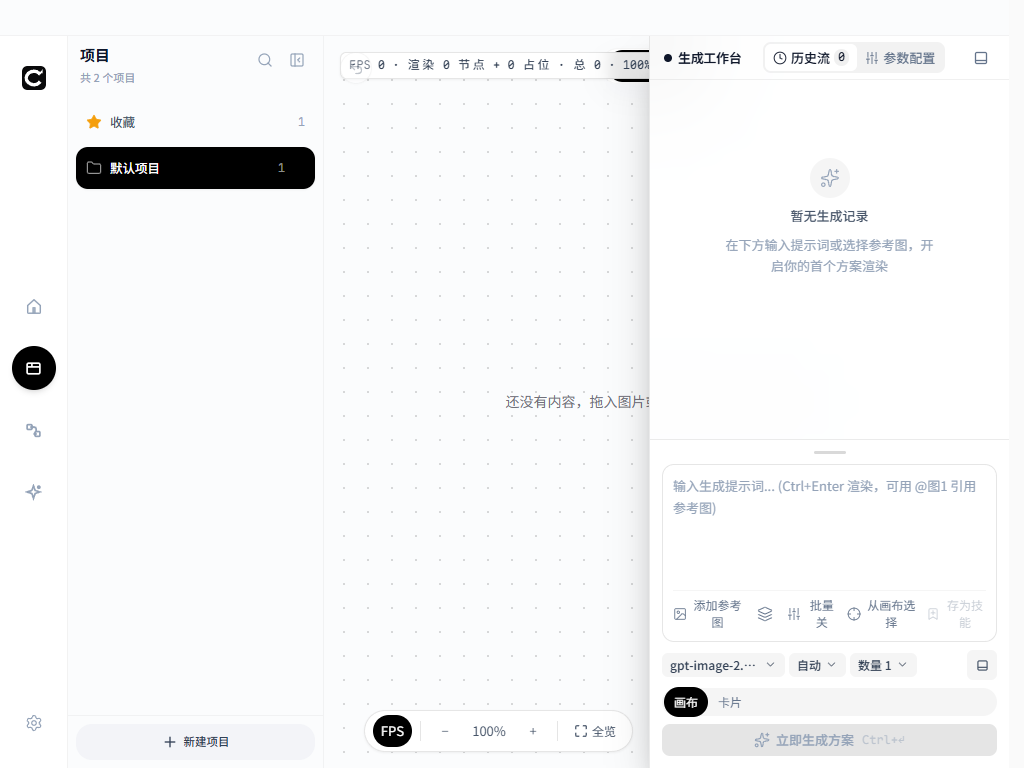 项目
共 2 个项目
收藏
1
默认项目
1
新建项目
FPS 0 · 渲染 0 节点 + 0 占位 · 总 0 · 100%
还没有内容，拖入图片
FPS
100%
全览
生成工作台
历史流 0
参数配置
暂无生成记录
在下方输入提示词或选择参考图，开
启你的首个方案渲染
输入生成提示词... (Ctrl+Enter 渲染，可用 @图1 引用
参考图)
添加参考
图
批量
关
从画布选
择
存为技
能
gpt-image-2.…
自动
数量 1
画布
卡片
立即生成方案 Ctrl+↵